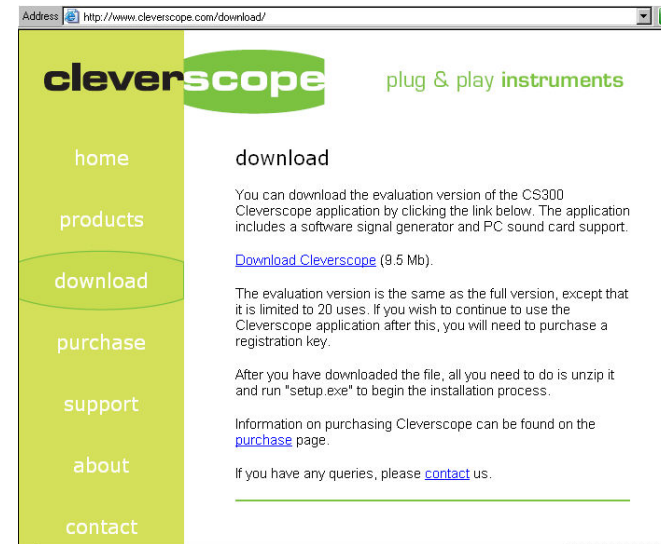 Address http://www.cleverscope.com/download/
cleverscope
plug & play instruments
home
products
download
purchase
support
about
contact
download
You can download the evaluation version of the CS300
Cleverscope application by clicking the link below. The application
includes a software signal generator and PC sound card support.
Download Cleverscope (9.5 Mb).
The evaluation version is the same as the full version, except that
it is limited to 20 uses. If you wish to continue to use the
Cleverscope application after this, you will need to purchase a
registration key.
After you have downloaded the file, all you need to do is unzip it
and run "setup.exe" to begin the installation process.
Information on purchasing Cleverscope can be found on the
purchase page.
If you have any queries, please contact us.